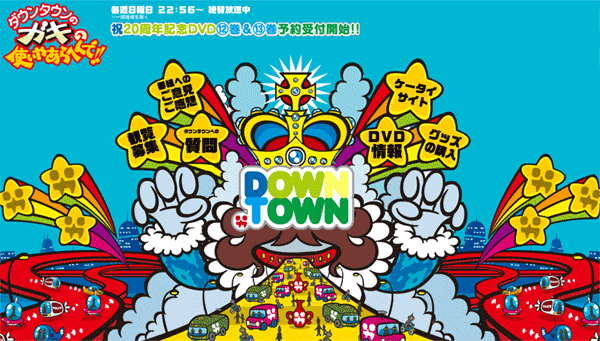 ダウンタウンの
ガキの
使いやあらへんで!!
毎週日曜日 22:56~ 絶賛放送中
祝20周年記念DVD⑫巻&⑬巻予約受付開始!!
番組への
ご意見
ご感想
ケータイ
サイト
観覧
募集
ダウンタウンへの
質問
DVD
情報
グッズ
の購入
DOWN
TOWN